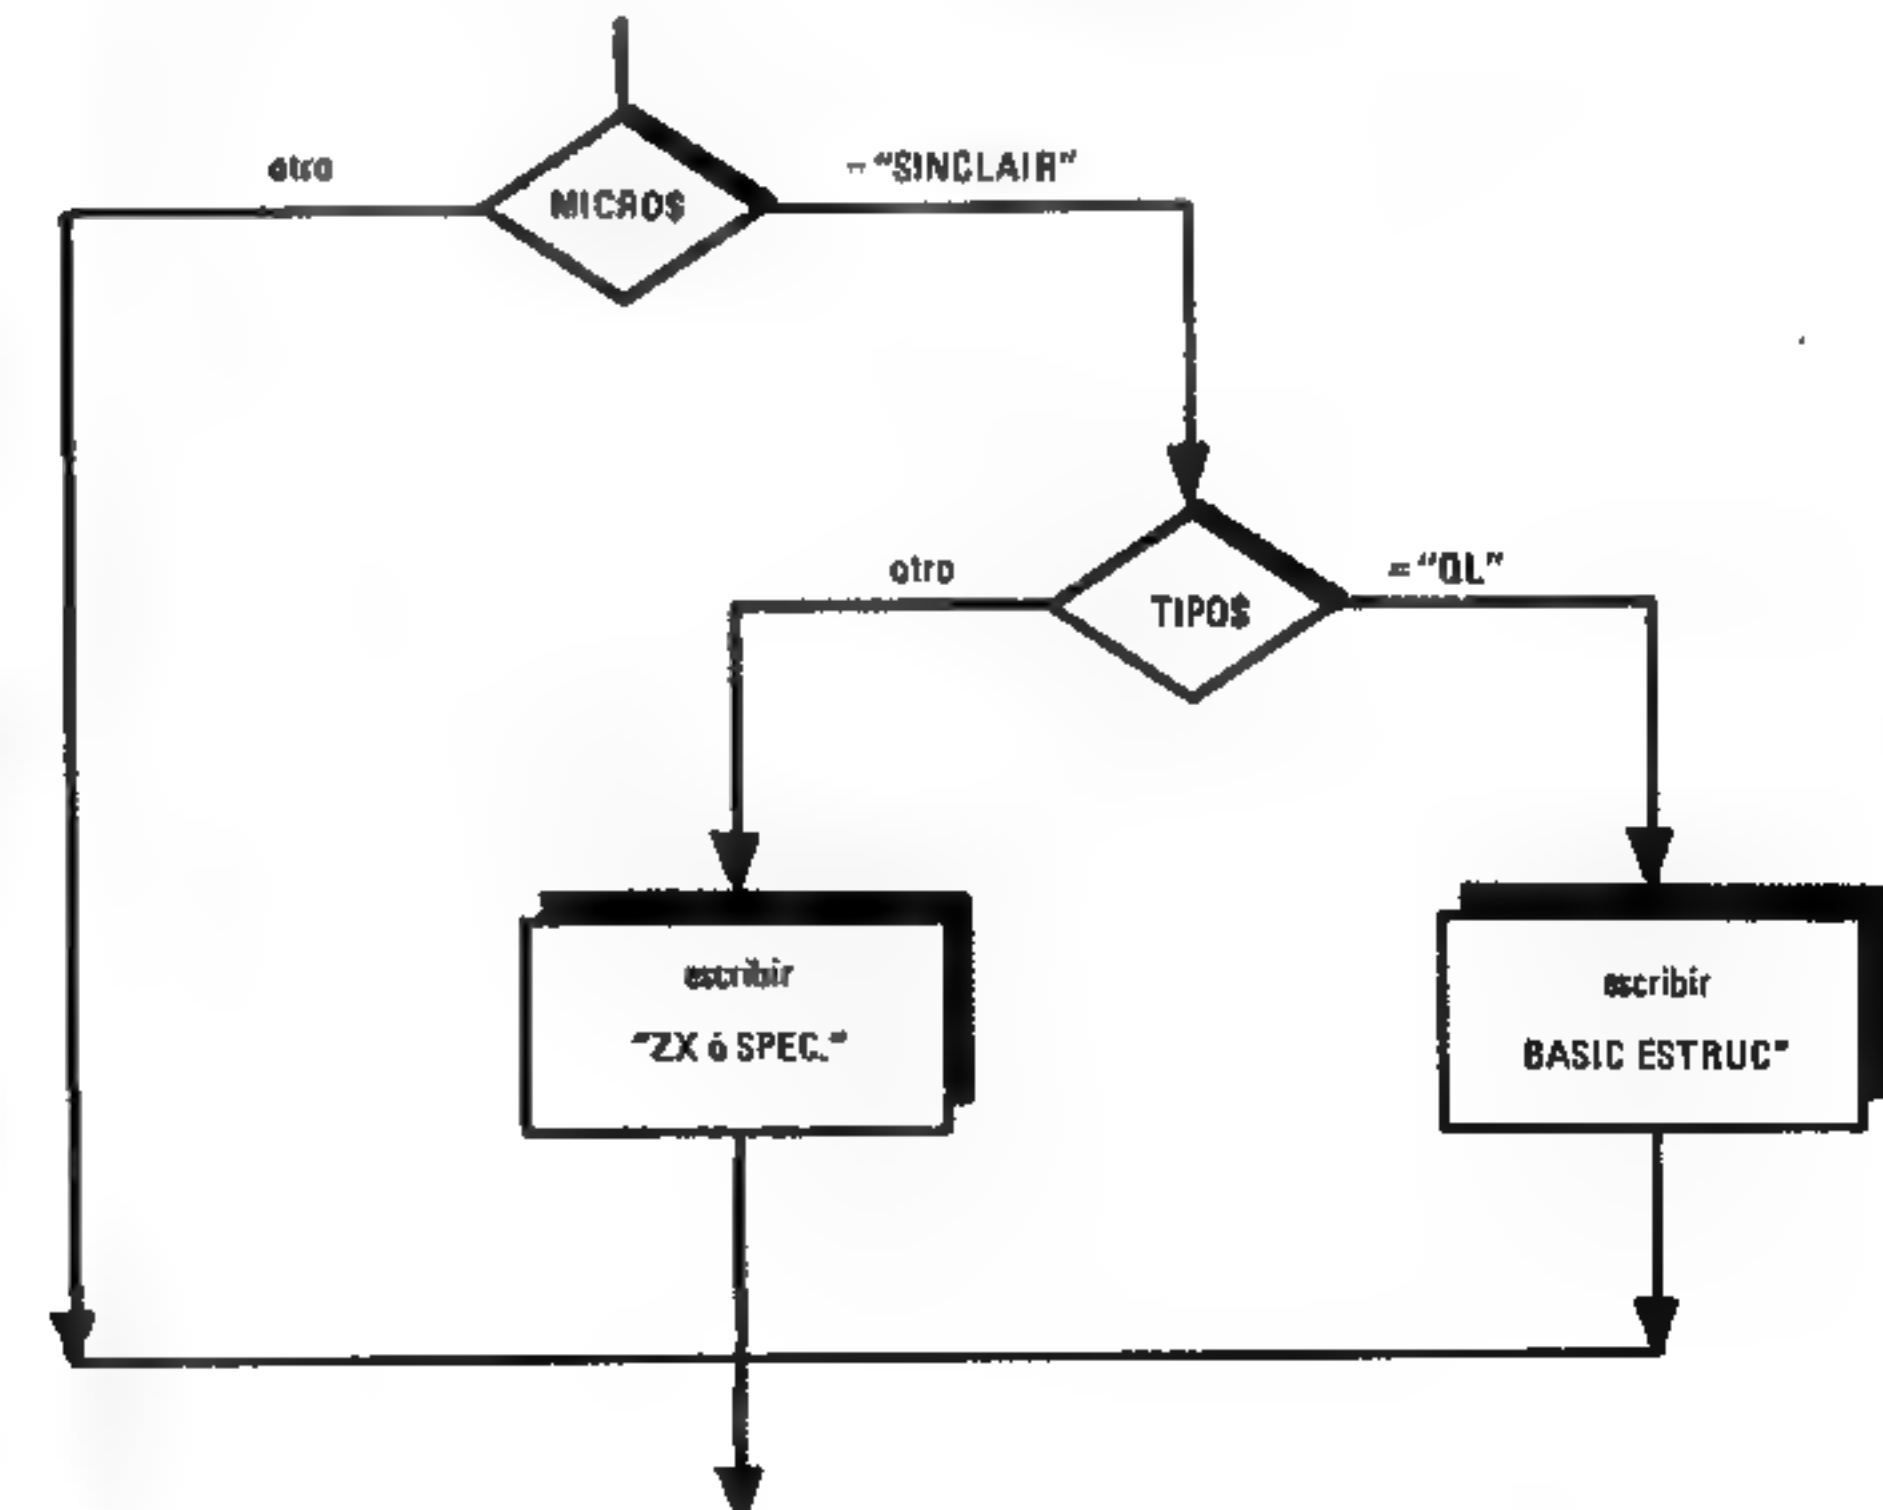 otro
="SINCLAIR"
MICRO$
otro
="QL"
TIPO$
escribir
"ZX ó SPEC."
escribir
BASIC ESTRUC"